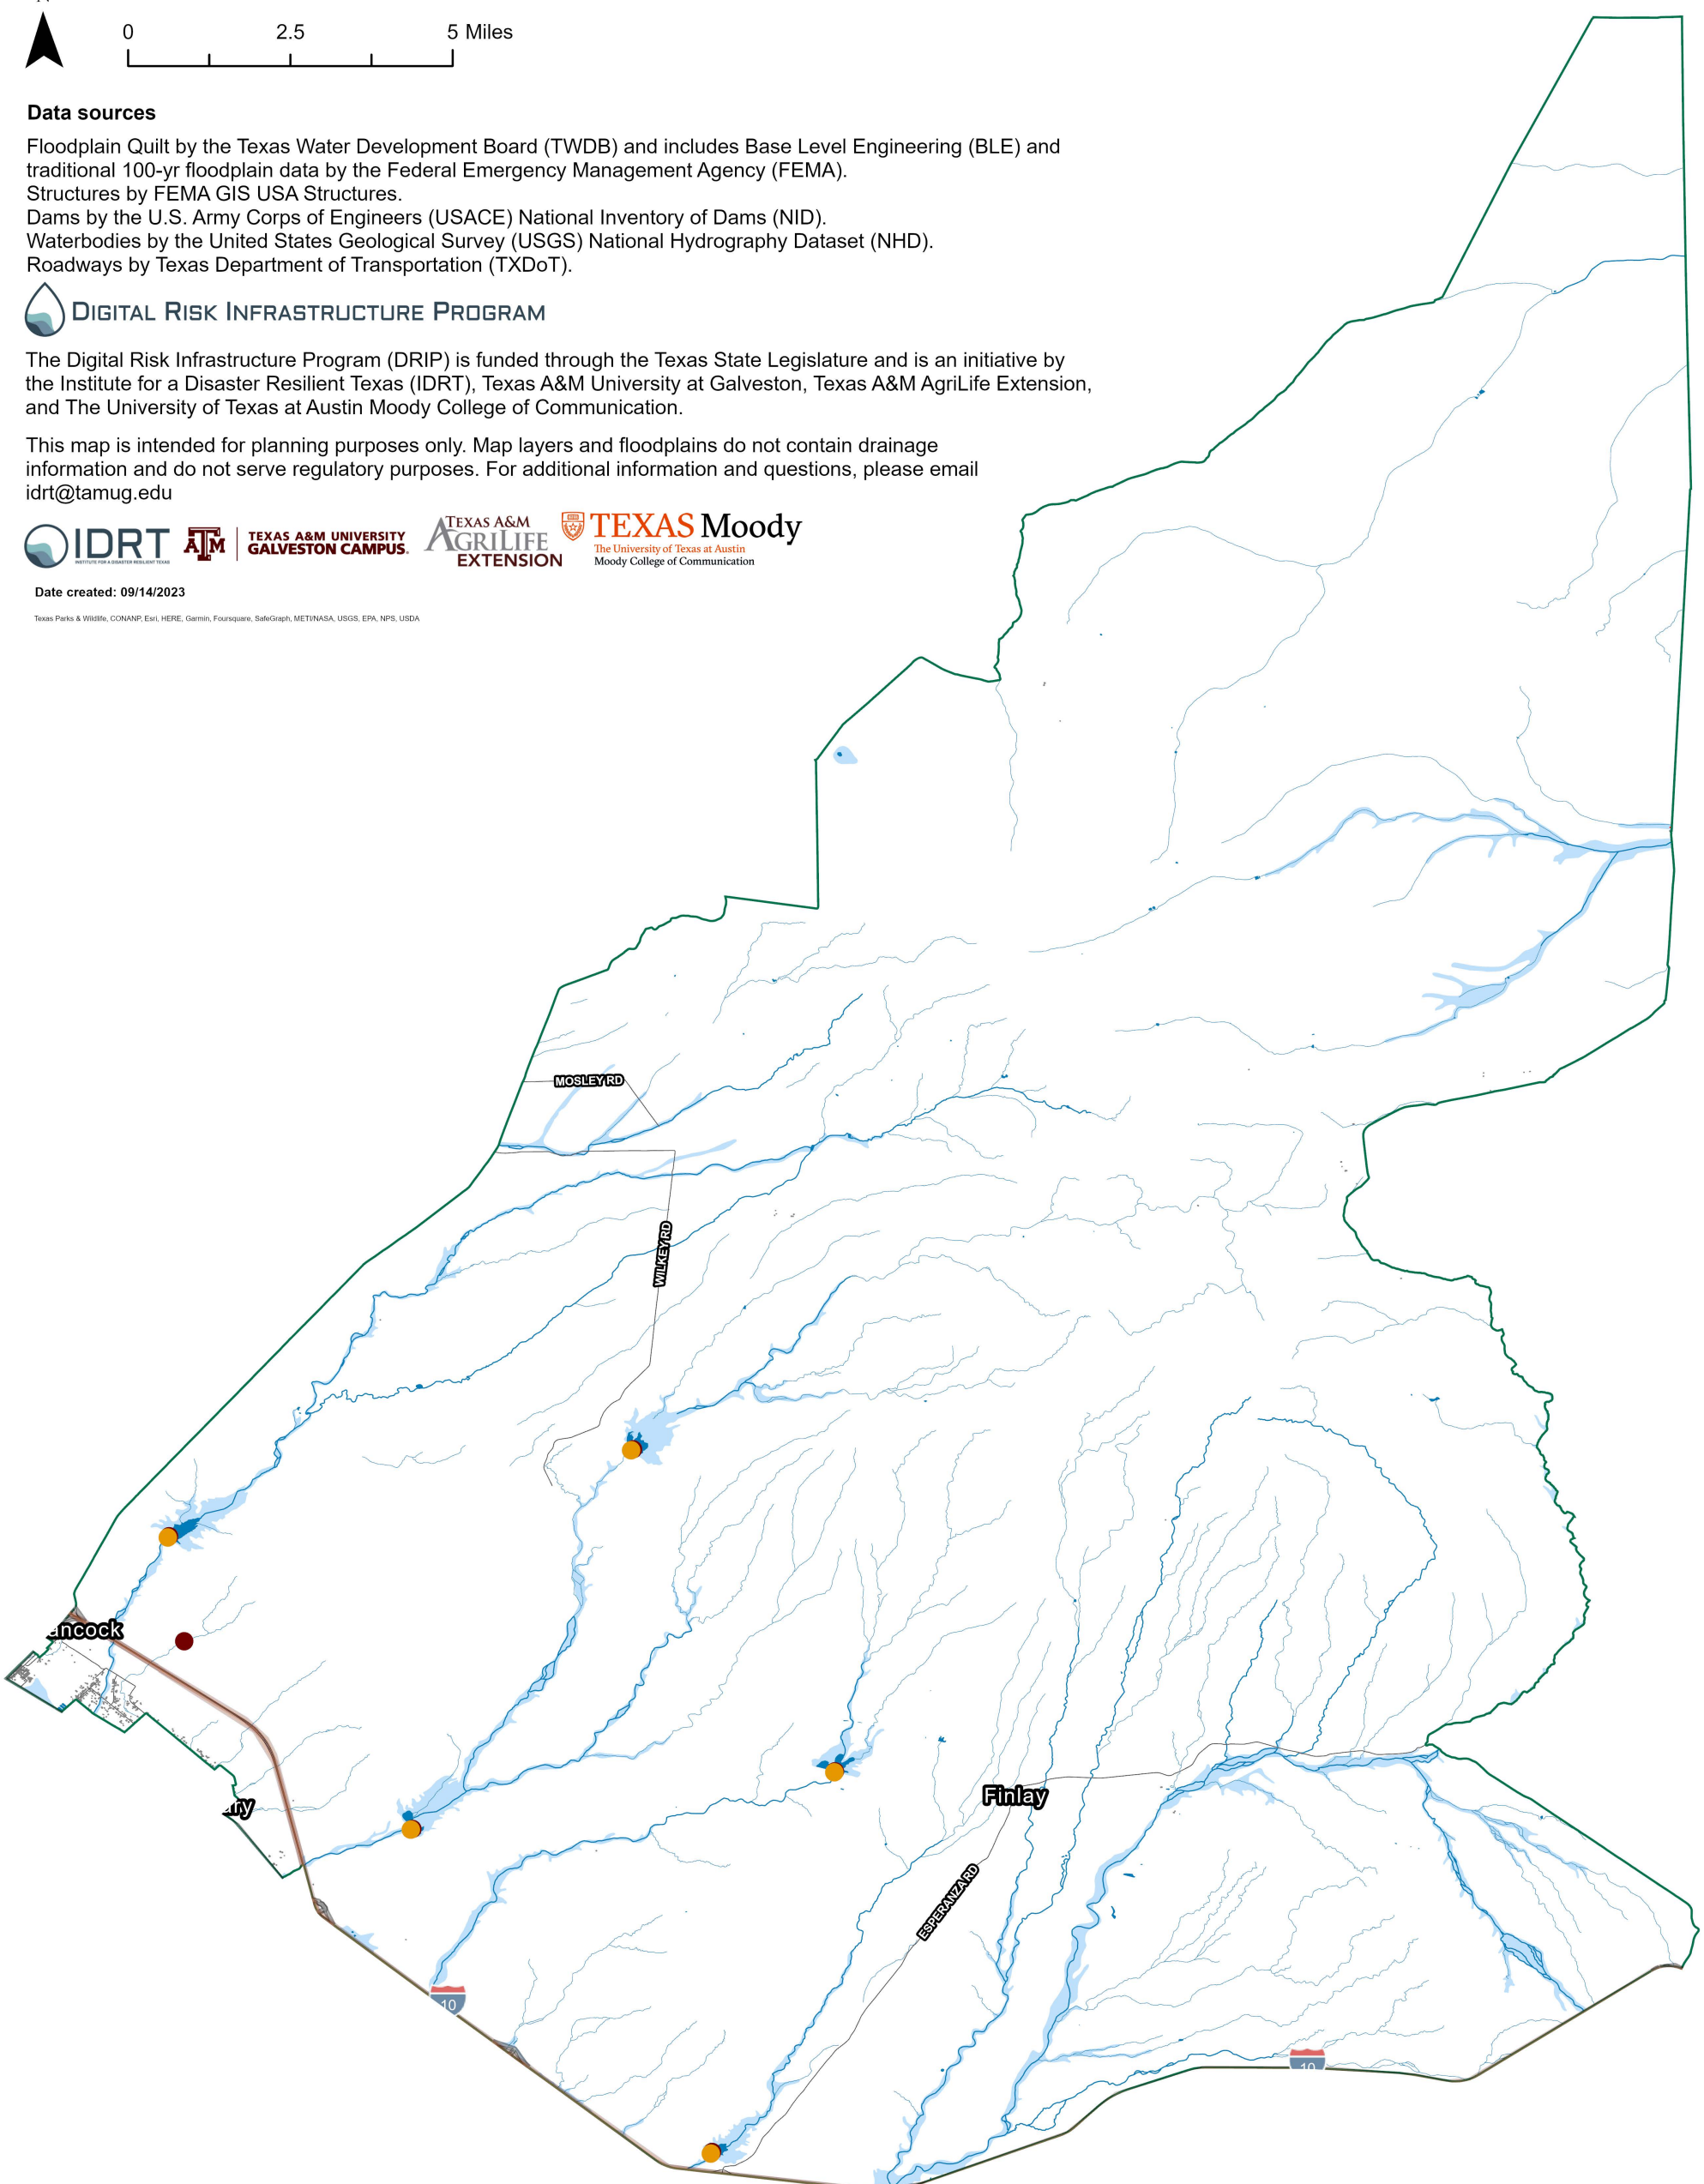 0 2.5 5 Miles
Data sources
Floodplain Quilt by the Texas Water Development Board (TWDB) and includes Base Level Engineering (BLE) and
traditional 100-yr floodplain data by the Federal Emergency Management Agency (FEMA).
Structures by FEMA GIS USA Structures.
Dams by the U.S. Army Corps of Engineers (USACE) National Inventory of Dams (NID).
Waterbodies by the United States Geological Survey (USGS) National Hydrography Dataset (NHD).
Roadways by Texas Department of Transportation (TXDoT).
DIGITAL RISK INFRASTRUCTURE PROGRAM
The Digital Risk Infrastructure Program (DRIP) is funded through the Texas State Legislature and is an initiative by
the Institute for a Disaster Resilient Texas (IDRT), Texas A&M University at Galveston, Texas A&M AgriLife Extension,
and The University of Texas at Austin Moody College of Communication.
This map is intended for planning purposes only. Map layers and floodplains do not contain drainage
information and do not serve regulatory purposes. For additional information and questions, please email
idrt@tamug.edu
IDRT
INSTITUTE FOR A DISASTER RESILIENT TEXAS
ATM
TEXAS A&M UNIVERSITY
GALVESTON CAMPUS.
TEXAS A&M
AGRILIFE
EXTENSION
TEXAS Moody
The University of Texas at Austin
Moody College of Communication
Date created: 09/14/2023
Texas Parks & Wildlife, CONANP, Esri, HERE, Garmin, Foursquare, SafeGraph, METI/NASA, USGS, EPA, NPS, USDA
MOSLEY RD
WILKEY RD
ancock
ry
Finlay
ESPERANZA RD
10
10